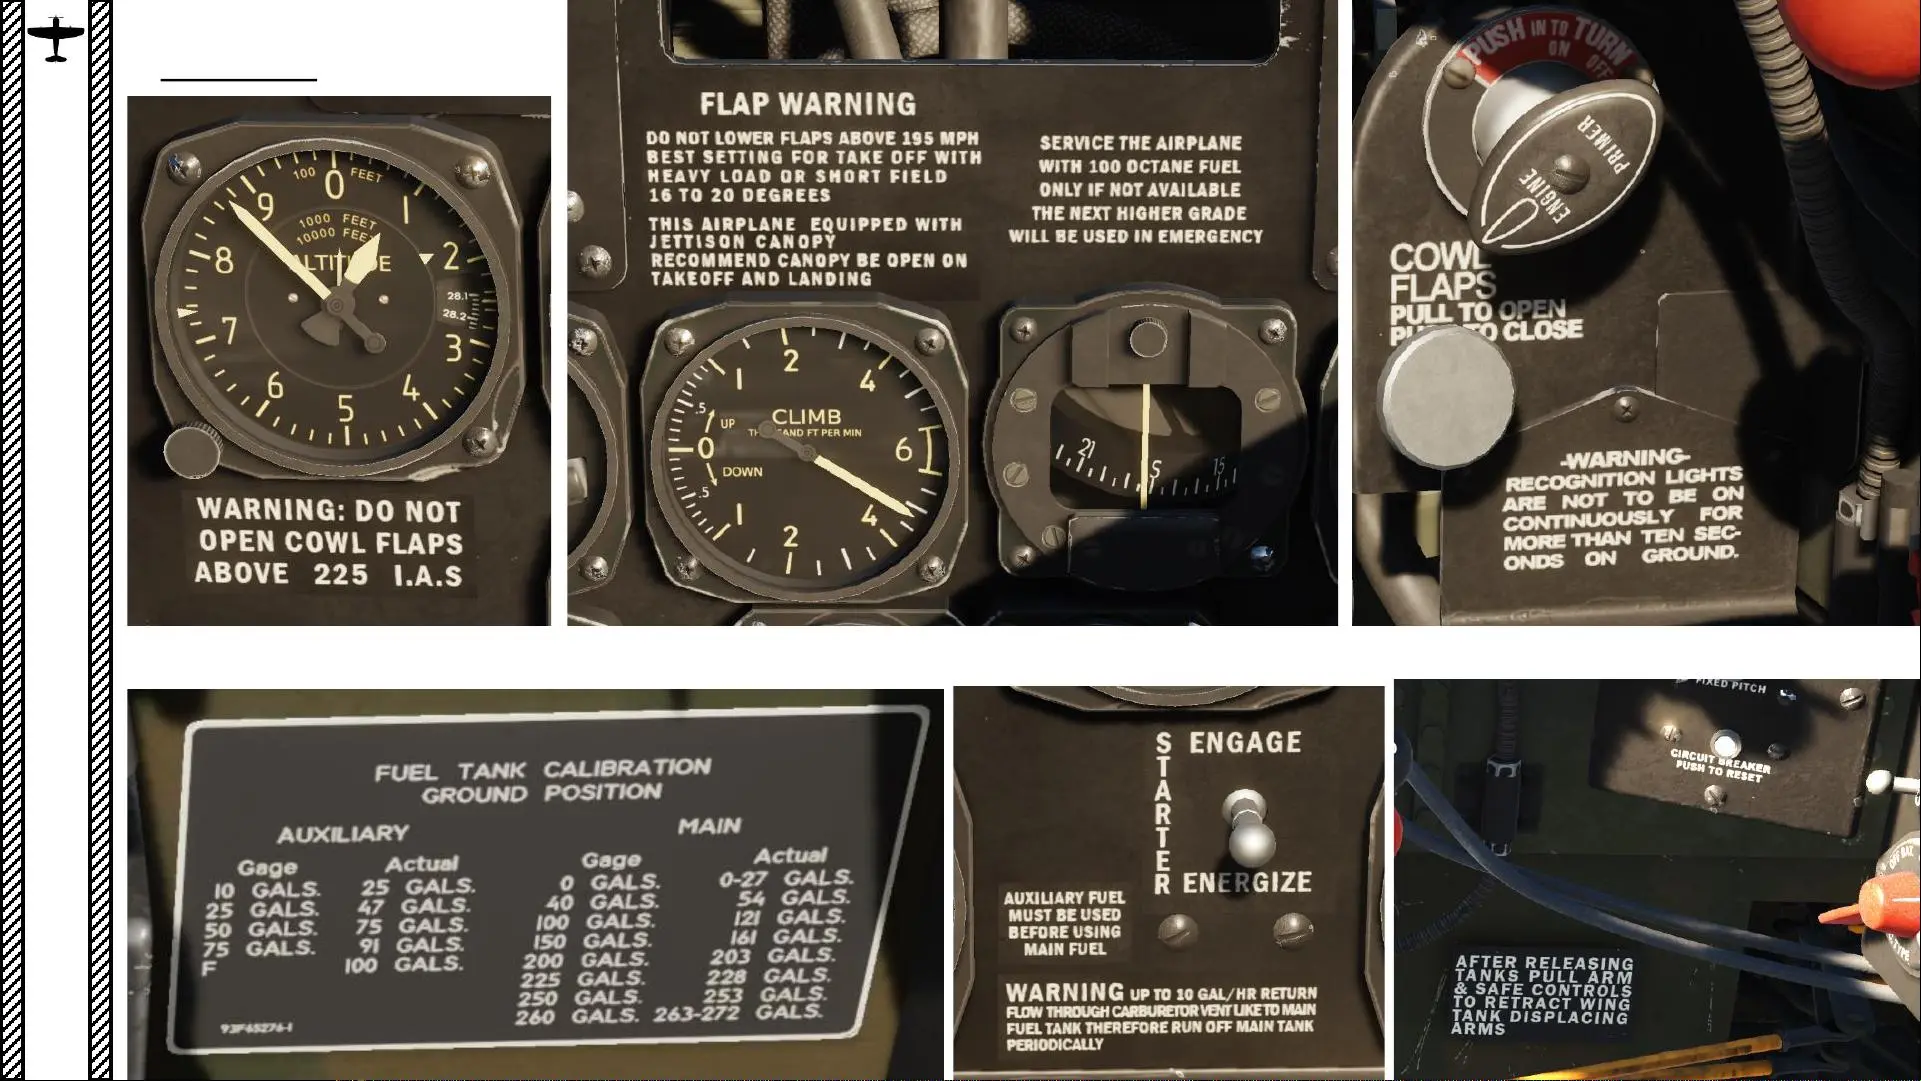 100 FEET
1000 FEET
10000 FEET
ALTITUDE
0
1
2
3
4
5
6
7
8
9
28.1
28.2
WARNING: DO NOT
OPEN COWL FLAPS
ABOVE 225 I.A.S
FLAP WARNING
DO NOT LOWER FLAPS ABOVE 195 MPH
BEST SETTING FOR TAKE OFF WITH
HEAVY LOAD OR SHORT FIELD
16 TO 20 DEGREES
THIS AIRPLANE EQUIPPED WITH
JETTISON CANOPY
RECOMMEND CANOPY BE OPEN ON
TAKEOFF AND LANDING
SERVICE THE AIRPLANE
WITH 100 OCTANE FUEL
ONLY IF NOT AVAILABLE
THE NEXT HIGHER GRADE
WILL BE USED IN EMERGENCY
CLIMB
THOUSAND FT PER MIN
UP
DOWN
.5
1
2
4
6
0
.5
1
2
4
21
S
15
PUSH IN TO TURN
ON OFF
ENGINE PRIMER
COWL
FLAPS
PULL TO OPEN
PUSH TO CLOSE
-WARNING-
RECOGNITION LIGHTS
ARE NOT TO BE ON
CONTINUOUSLY FOR
MORE THAN TEN SEC-
ONDS ON GROUND.
FUEL TANK CALIBRATION
GROUND POSITION
AUXILIARY MAIN
Gage Actual Gage Actual
10 GALS. 25 GALS. 0 GALS. 0-27 GALS.
25 GALS. 47 GALS. 40 GALS. 54 GALS.
50 GALS. 75 GALS. 100 GALS. 121 GALS.
75 GALS. 91 GALS. 150 GALS. 161 GALS.
F 100 GALS. 200 GALS. 203 GALS.
225 GALS. 228 GALS.
250 GALS. 253 GALS.
260 GALS. 263-272 GALS.
93F65276-1
STARTER
ENGAGE
ENERGIZE
AUXILIARY FUEL
MUST BE USED
BEFORE USING
MAIN FUEL
WARNING UP TO 10 GAL/HR RETURN
FLOW THROUGH CARBURETOR VENT LIKE TO MAIN
FUEL TANK THEREFORE RUN OFF MAIN TANK
PERIODICALLY
FIXED PITCH
CIRCUIT BREAKER
PUSH TO RESET
OFF BAT.
AFTER RELEASING
TANKS PULL ARM
& SAFE CONTROLS
TO RETRACT WING
TANK DISPLACING
ARMS